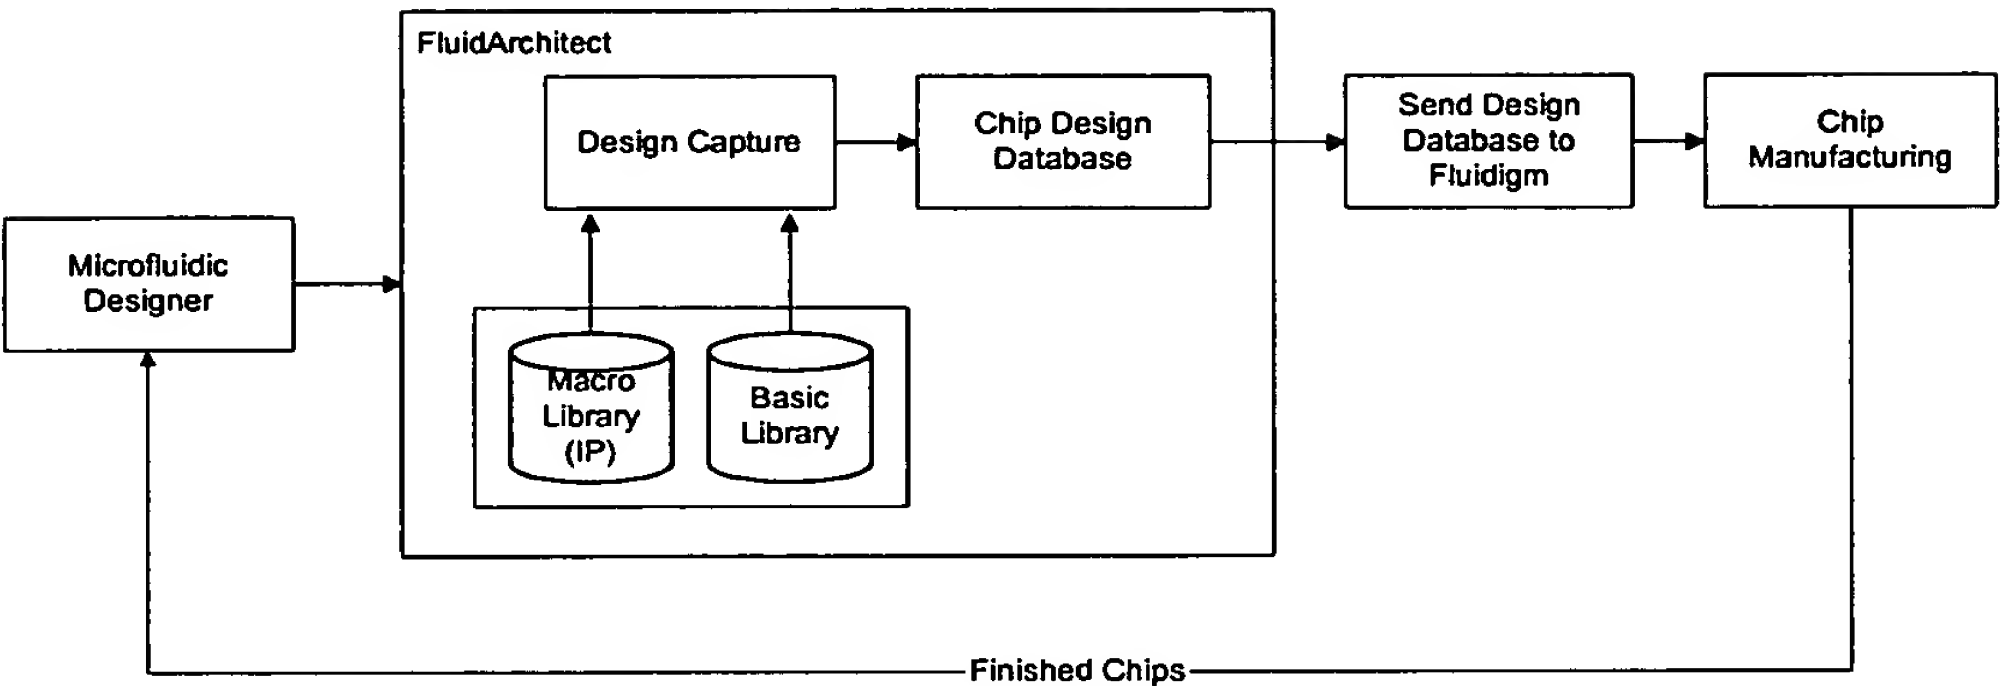 FluidArchitect
Design Capture
Chip Design
Database
Send Design
Database to
Fluidigm
Chip
Manufacturing
Microfluidic
Designer
Macro
Library
(IP)
Basic
Library
Finished Chips